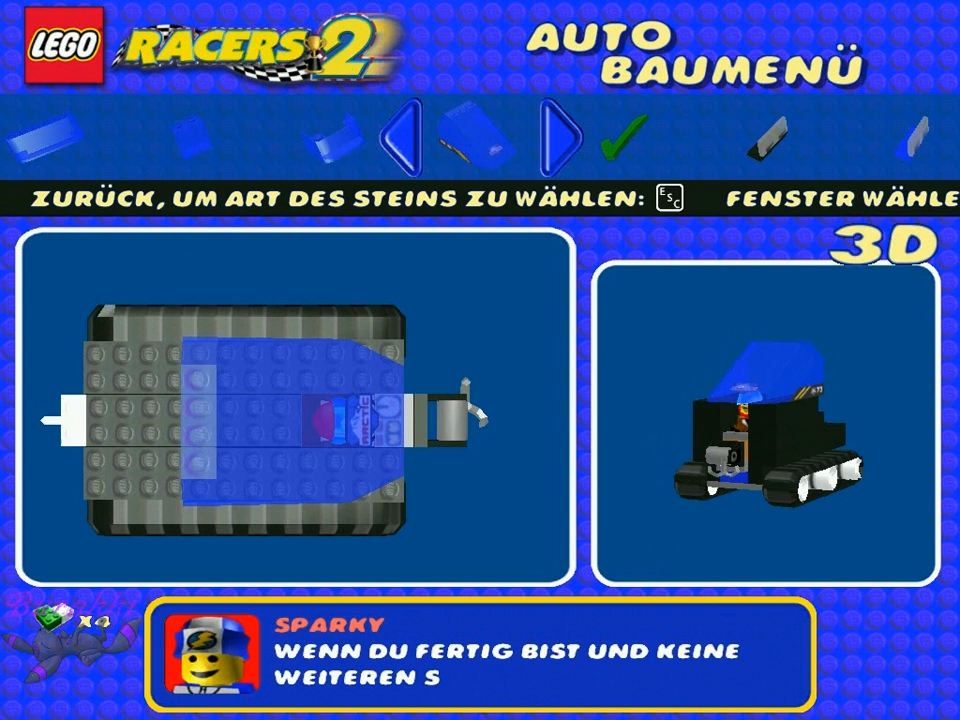 LEGO
RACERS 2
AUTO
BAUMENÜ
ZURÜCK, UM ART DES STEINS ZU WÄHLEN: ESC
FENSTER WÄHLE
3D
ARCTIC
X4
SPARKY
WENN DU FERTIG BIST UND KEINE
WEITEREN S